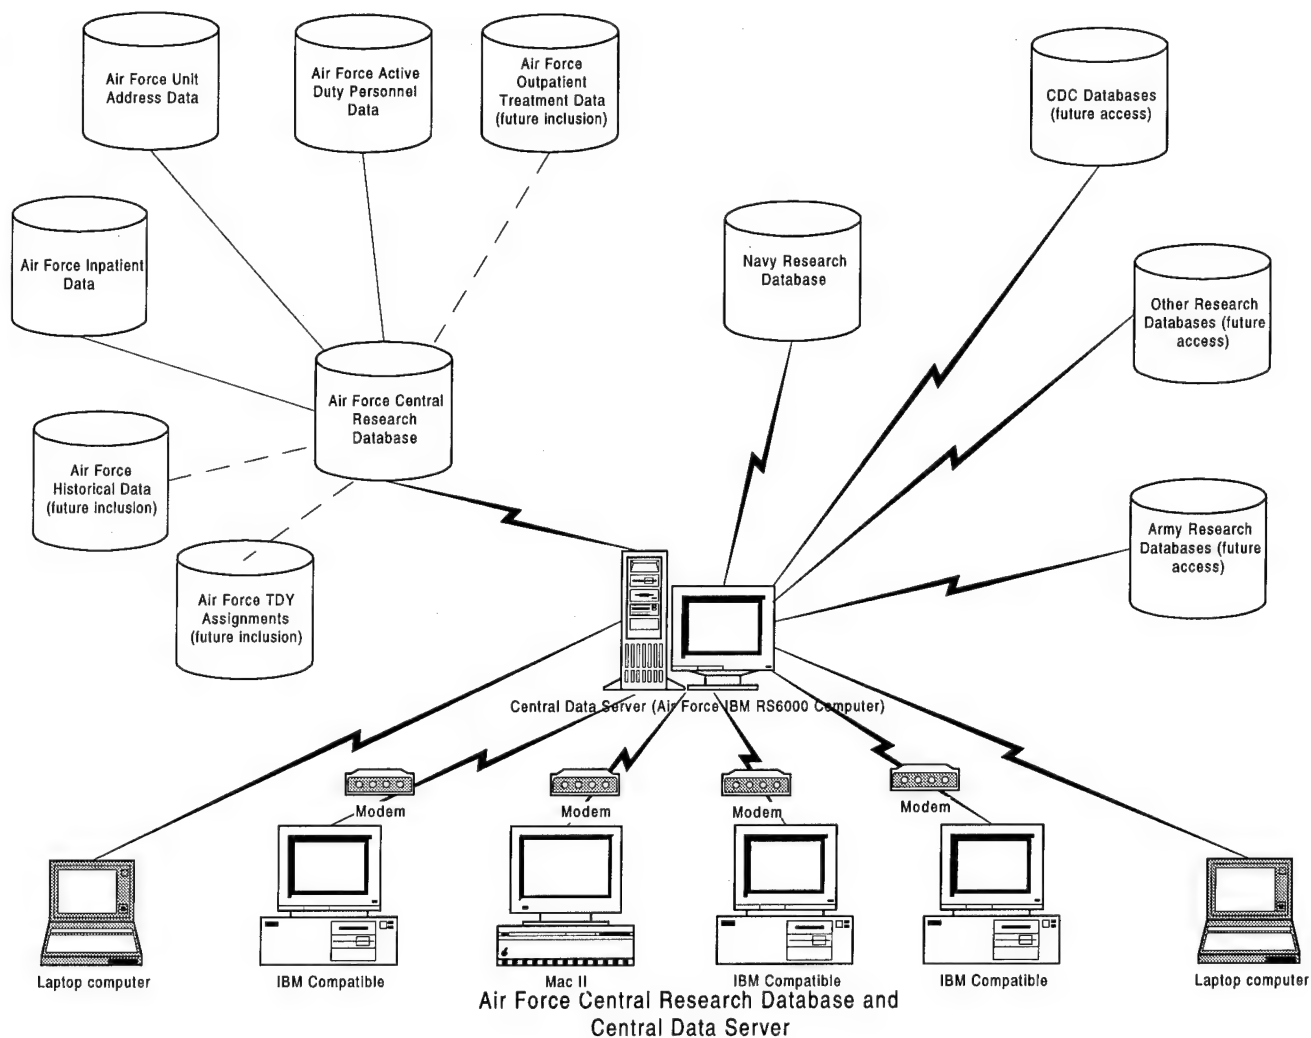 Air Force Unit
Address Data
Air Force Active
Duty Personnel
Data
Air Force
Outpatient
Treatment Data
(future inclusion)
CDC Databases
(future access)
Air Force Inpatient
Data
Navy Research
Database
Other Research
Databases (future
access)
Air Force Central
Research
Database
Air Force
Historical Data
(future inclusion)
Army Research
Databases (future
access)
Air Force TDY
Assignments
(future inclusion)
Central Data Server (Air Force IBM RS6000 Computer)
Modem
Modem
Modem
Modem
Laptop computer
IBM Compatible
Mac II
IBM Compatible
IBM Compatible
Laptop computer
Air Force Central Research Database and
Central Data Server